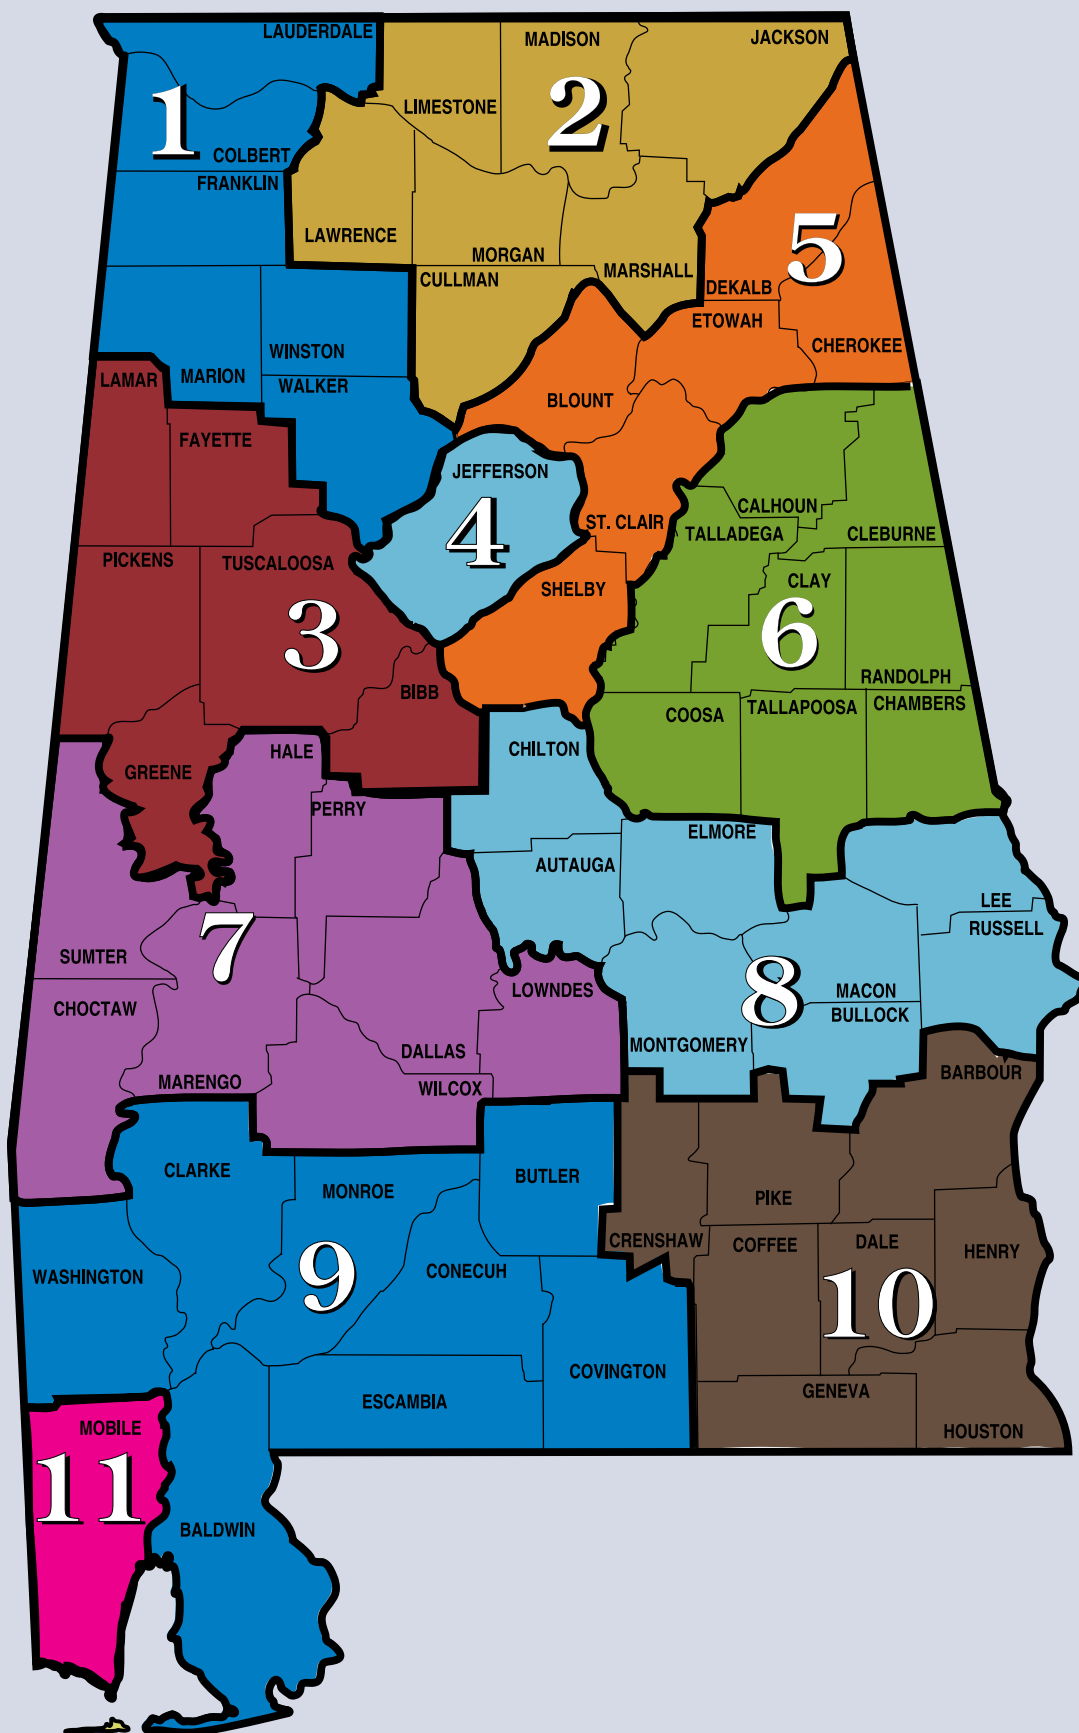 LAUDERDALE
MADISON
JACKSON
1
2
LIMESTONE
COLBERT
FRANKLIN
LAWRENCE
5
MORGAN
MARSHALL
CULLMAN
DEKALB
ETOWAH
CHEROKEE
WINSTON
MARION
WALKER
LAMAR
BLOUNT
FAYETTE
JEFFERSON
4
CALHOUN
ST. CLAIR
TALLADEGA
CLEBURNE
PICKENS
TUSCALOOSA
CLAY
SHELBY
3
6
BIBB
RANDOLPH
COOSA
TALLAPOOSA
CHAMBERS
HALE
CHILTON
GREENE
PERRY
ELMORE
AUTAUGA
LEE
RUSSELL
7
SUMTER
8
MACON
LOWNDES
CHOCTAW
BULLOCK
MONTGOMERY
DALLAS
BARBOUR
MARENGO
WILCOX
CLARKE
BUTLER
MONROE
PIKE
CRENSHAW
COFFEE
DALE
HENRY
WASHINGTON
9
CONECUH
10
COVINGTON
GENEVA
ESCAMBIA
MOBILE
HOUSTON
11
BALDWIN